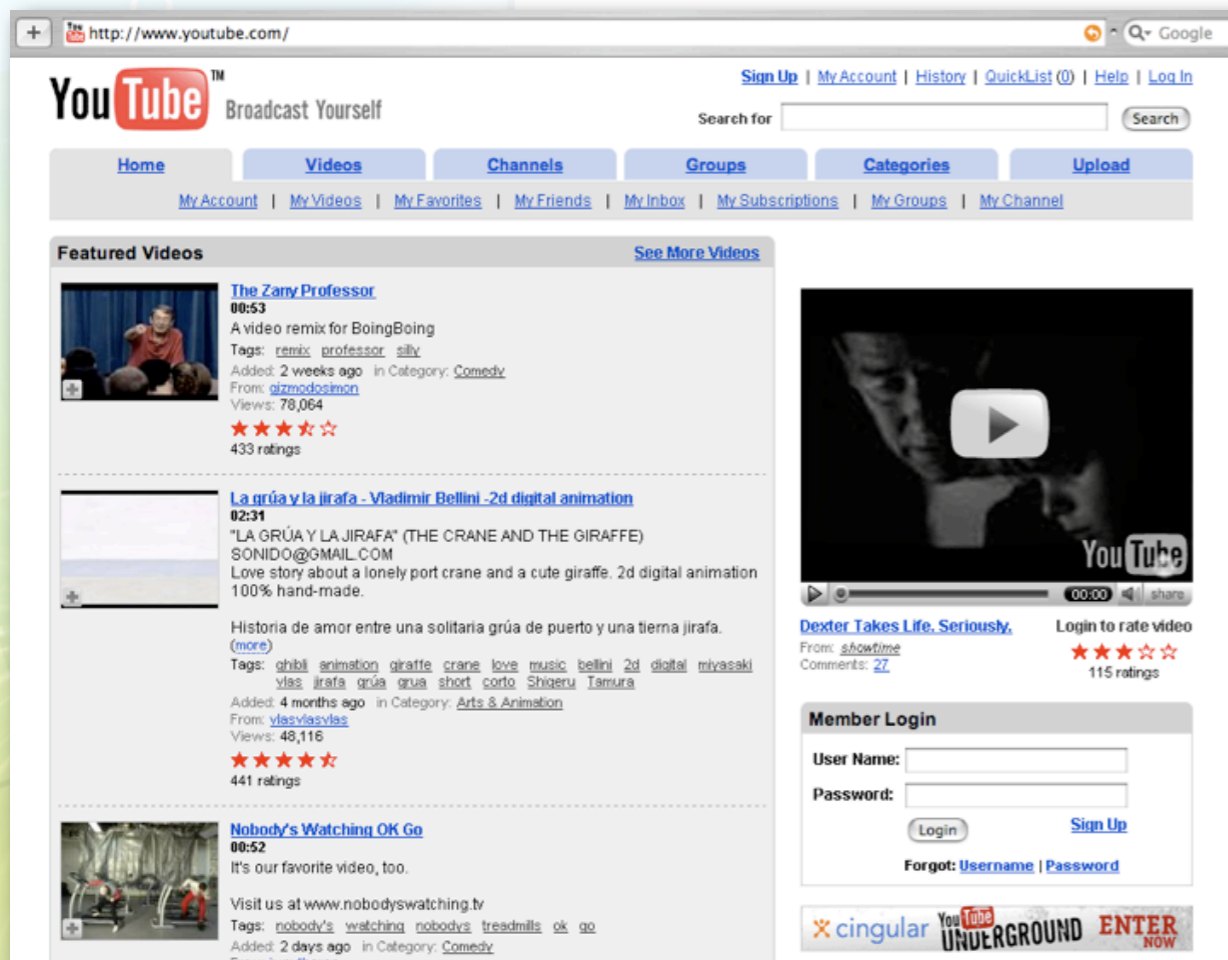 http://www.youtube.com/
Google
You Tube TM
Broadcast Yourself
Sign Up | My Account | History | QuickList (0) | Help | Log In
Search for
Search
Home Videos Channels Groups Categories Upload
My Account | My Videos | My Favorites | My Friends | My Inbox | My Subscriptions | My Groups | My Channel
Featured Videos
See More Videos
The Zany Professor
00:53
A video remix for BoingBoing
Tags: remix professor silly
Added: 2 weeks ago in Category: Comedy
From: gizmodosimon
Views: 78,064
433 ratings
La grúa y la jirafa - Vladimir Bellini -2d digital animation
02:31
"LA GRÚA Y LA JIRAFA" (THE CRANE AND THE GIRAFFE)
SONIDO@GMAIL.COM
Love story about a lonely port crane and a cute giraffe. 2d digital animation
100% hand-made.
Historia de amor entre una solitaria grúa de puerto y una tierna jirafa.
(more)
Tags: ghibli animation giraffe crane love music bellini 2d digital miyasaki
vlas jirafa grúa grua short corto Shigeru Tamura
Added: 4 months ago in Category: Arts & Animation
From: vlasvlasvlas
Views: 48,116
441 ratings
Nobody's Watching OK Go
00:52
It's our favorite video, too.
Visit us at www.nobodyswatching.tv
Tags: nobody's watching nobodys treadmills ok go
Added: 2 days ago in Category: Comedy
You Tube
00:00
share
Dexter Takes Life. Seriously.
Login to rate video
From: showtime
Comments: 27
115 ratings
Member Login
User Name:
Password:
Login
Sign Up
Forgot: Username | Password
cingular You Tube UNDERGROUND ENTER NOW